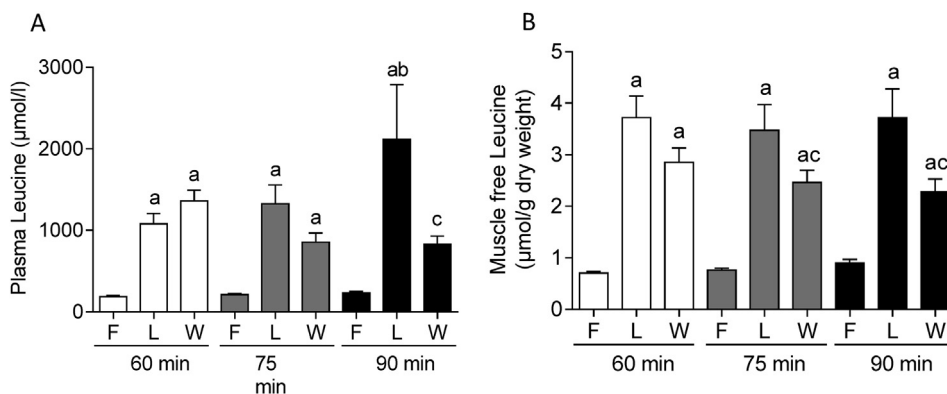 A
Plasma Leucine (µmol/l)
3000
2000
1000
0
a
a
a
a
ab
c
F L W F L W F L W
60 min
75
min
90 min
B
Muscle free Leucine
(µmol/g dry weight)
5
4
3
2
1
0
a
a
a
ac
a
ac
F L W F L W F L W
60 min
75 min
90 min